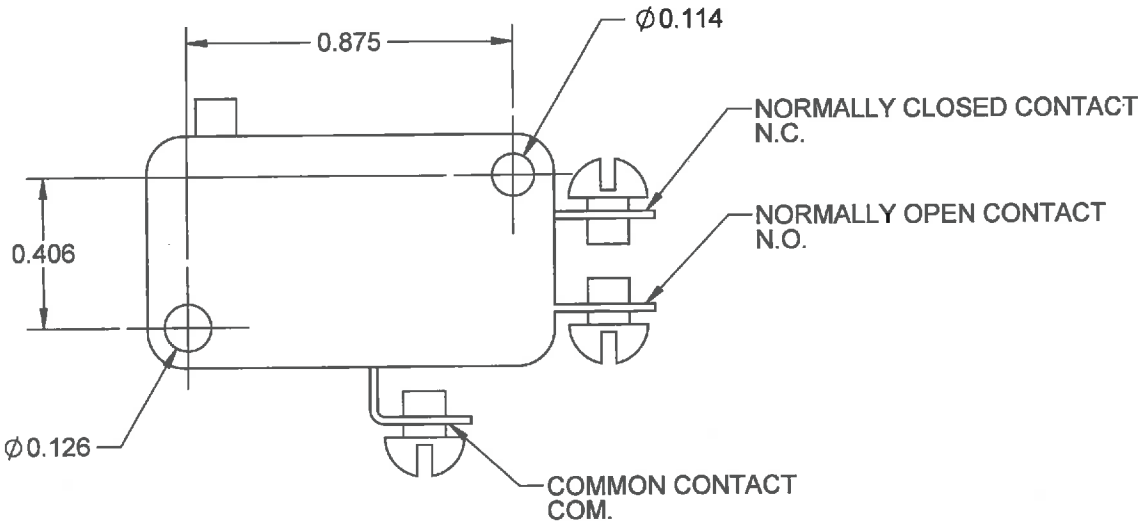 0.875
Ø0.114
NORMALLY CLOSED CONTACT
N.C.
NORMALLY OPEN CONTACT
N.O.
0.406
Ø0.126
COMMON CONTACT
COM.